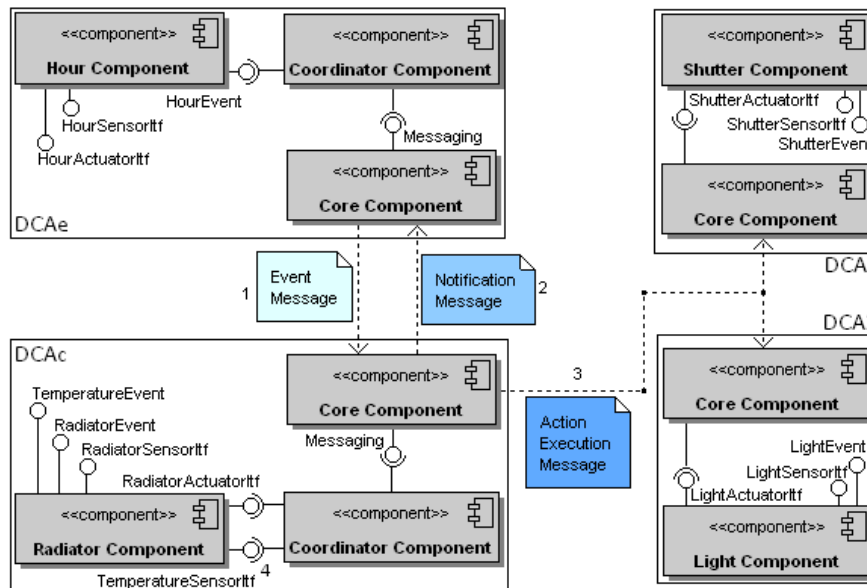 <<component>>
Hour Component
<<component>>
Coordinator Component
HourEvent
HourSensorItf
HourActuatorItf
Messaging
<<component>>
Core Component
DCAe
<<component>>
Shutter Component
ShutterActuatorItf
ShutterSensorItf
ShutterEven
<<component>>
Core Component
DCA
1
Event
Message
Notification
Message
2
DCAc
<<component>>
Core Component
3
Action
Execution
Message
TemperatureEvent
RadiatorEvent
RadiatorSensorItf
RadiatorActuatorItf
Messaging
<<component>>
Radiator Component
<<component>>
Coordinator Component
4
TemperatureSensorItf
DCA
<<component>>
Core Component
LightEvent
LightSensorItf
LightActuatorItf
<<component>>
Light Component